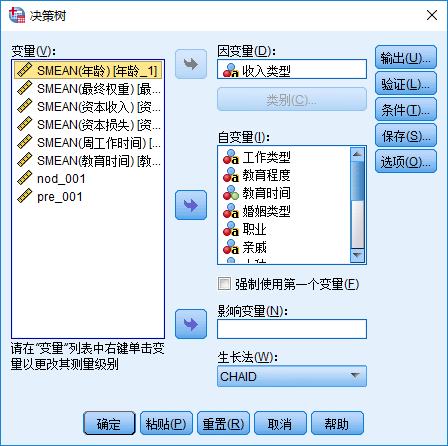 决策树
变量(V):
SMEAN(年龄) [年龄_1]
SMEAN(最终权重) [最...
SMEAN(资本收入) [资...
SMEAN(资本损失) [资...
SMEAN(周工作时间) [...
SMEAN(教育时间) [教...
nod_001
pre_001
请在“变量”列表中右键单击变
量以更改其测量级别
因变量(D):
收入类型
类别(C)...
自变量(I):
工作类型
教育程度
教育时间
婚姻类型
职业
亲戚
强制使用第一个变量(F)
影响变量(N):
生长法(W):
CHAID
输出(U)...
验证(L)...
条件(T)...
保存(S)...
选项(O)...
确定
粘贴(P)
重置(R)
取消
帮助